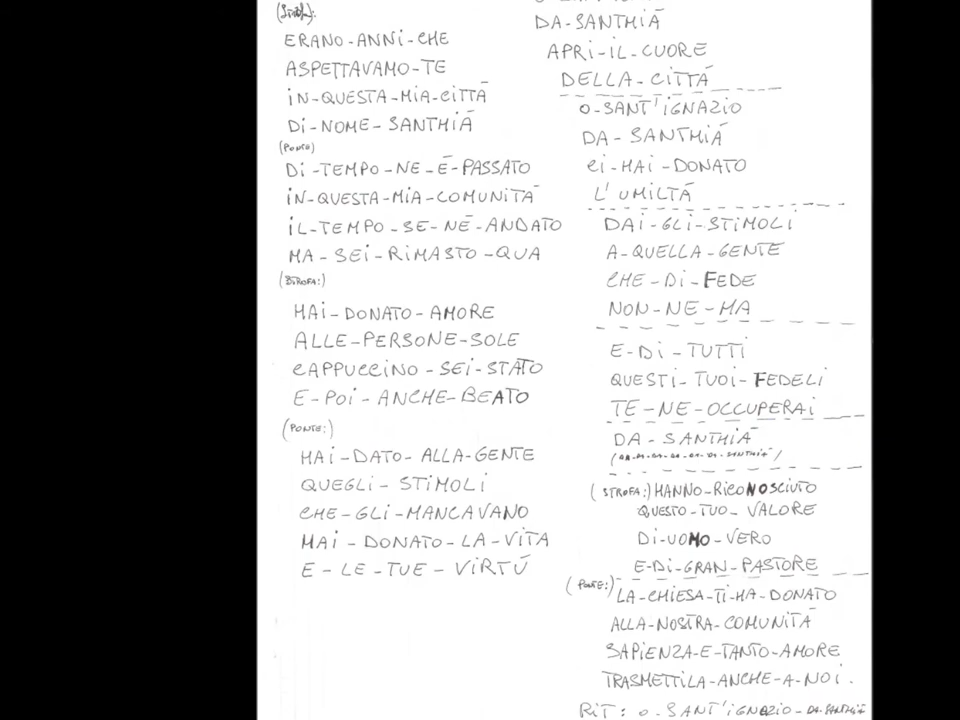 (Strofa):
ERANO-ANNI-CHE
ASPETTAVAMO-TE
iN-QUESTA-MiA-CiTTÀ
Di-NOME-SANTHiÀ
(PONTE)
Di-TEMPO-NE-È-PASSATO
iN-QUESTA-MiA-COMUNITÀ
iL-TEMPO-SE-NÈ-ANDATO
MA-SEi-RiMASTO-QUA
(STROFA:)
HAi-DONATO-AMORE
ALLE-PERSONE-SOLE
CAPPUCCiNO-SEi-STATO
E-POi-ANCHE-BEATO
(PONTE:)
HAi-DATO-ALLA-GENTE
QUEGLi-STiMOLi
CHE-GLi-MANCAVANO
HAi-DONATO-LA-ViTA
E-LE-TUE-ViRTÚ
DA-SANTHiÀ
APRi-iL-CUORE
DELLA-CiTTÀ
O-SANT'iGNAZiO
DA-SANTHiÀ
Ci-HAi-DONATO
L'UMiLTÀ
DAi-GLi-STiMOLi
A-QUELLA-GENTE
CHE-Di-FEDE
NON-NE-HA
E-Di-TUTTi
QUESTi-TUOi-FEDELi
TE-NE-OCCUPERAi
DA-SANTHiÀ
(STROFA:) HANNO-RiCONOSCiUTO
QUESTO-TUO-VALORE
Di-UOMO-VERO
E-Di-GRAN-PASTORE
(PONTE:) LA-CHiESA-Ti-HA-DONATO
ALLA-NOSTRA-COMUNiTÀ
SAPiENZA-E-TANTO-AMORE
TRASMETTiLA-ANCHE-A-NOi.
RiT: O-SANT'iGNAZiO-DA-SANTHiÀ